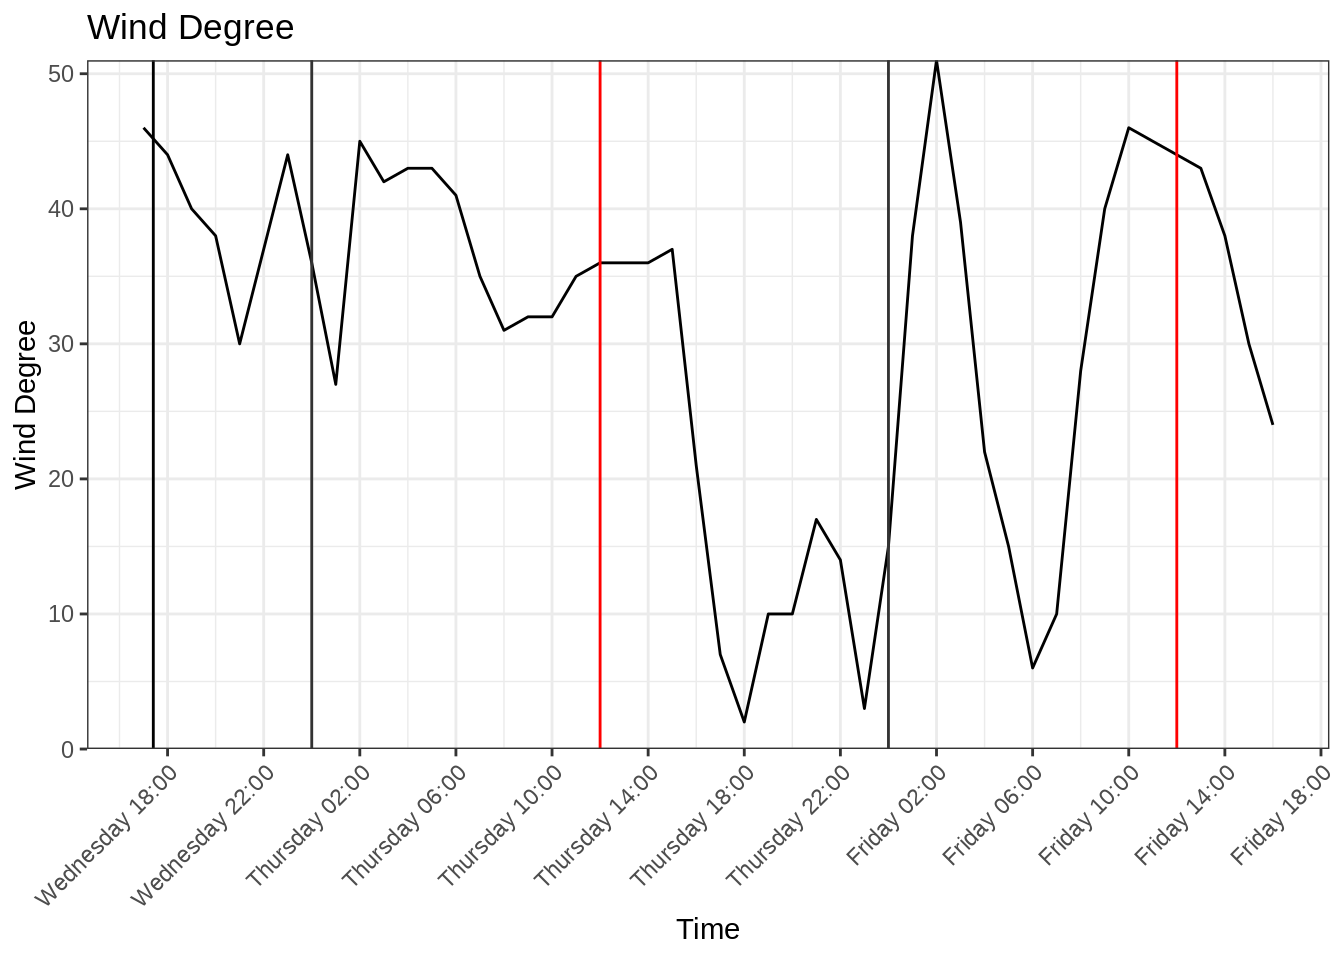 Wind Degree
50
40
30
20
10
0
Wind Degree
Wednesday 18:00
Wednesday 22:00
Thursday 02:00
Thursday 06:00
Thursday 10:00
Thursday 14:00
Thursday 18:00
Thursday 22:00
Friday 02:00
Friday 06:00
Friday 10:00
Friday 14:00
Friday 18:00
Time